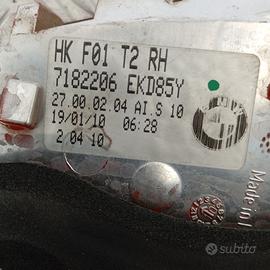 HK F01 T2 RH
7182206 EKD85Y
27.00.02.04 AI.S 10
19/01/10 06:28
2 04 10
Made in
subito